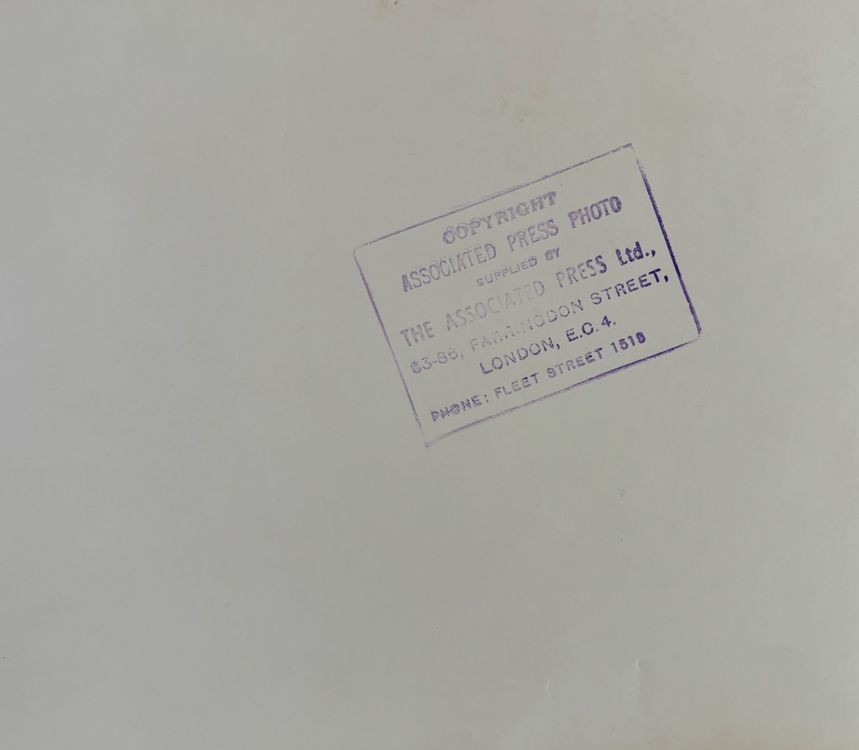 COPYRIGHT
ASSOCIATED PRESS PHOTO
SUPPLIED BY
THE ASSOCIATED PRESS Ltd.,
83-86, FARRINGDON STREET,
LONDON, E.C.4.
PHONE: FLEET STREET 1518